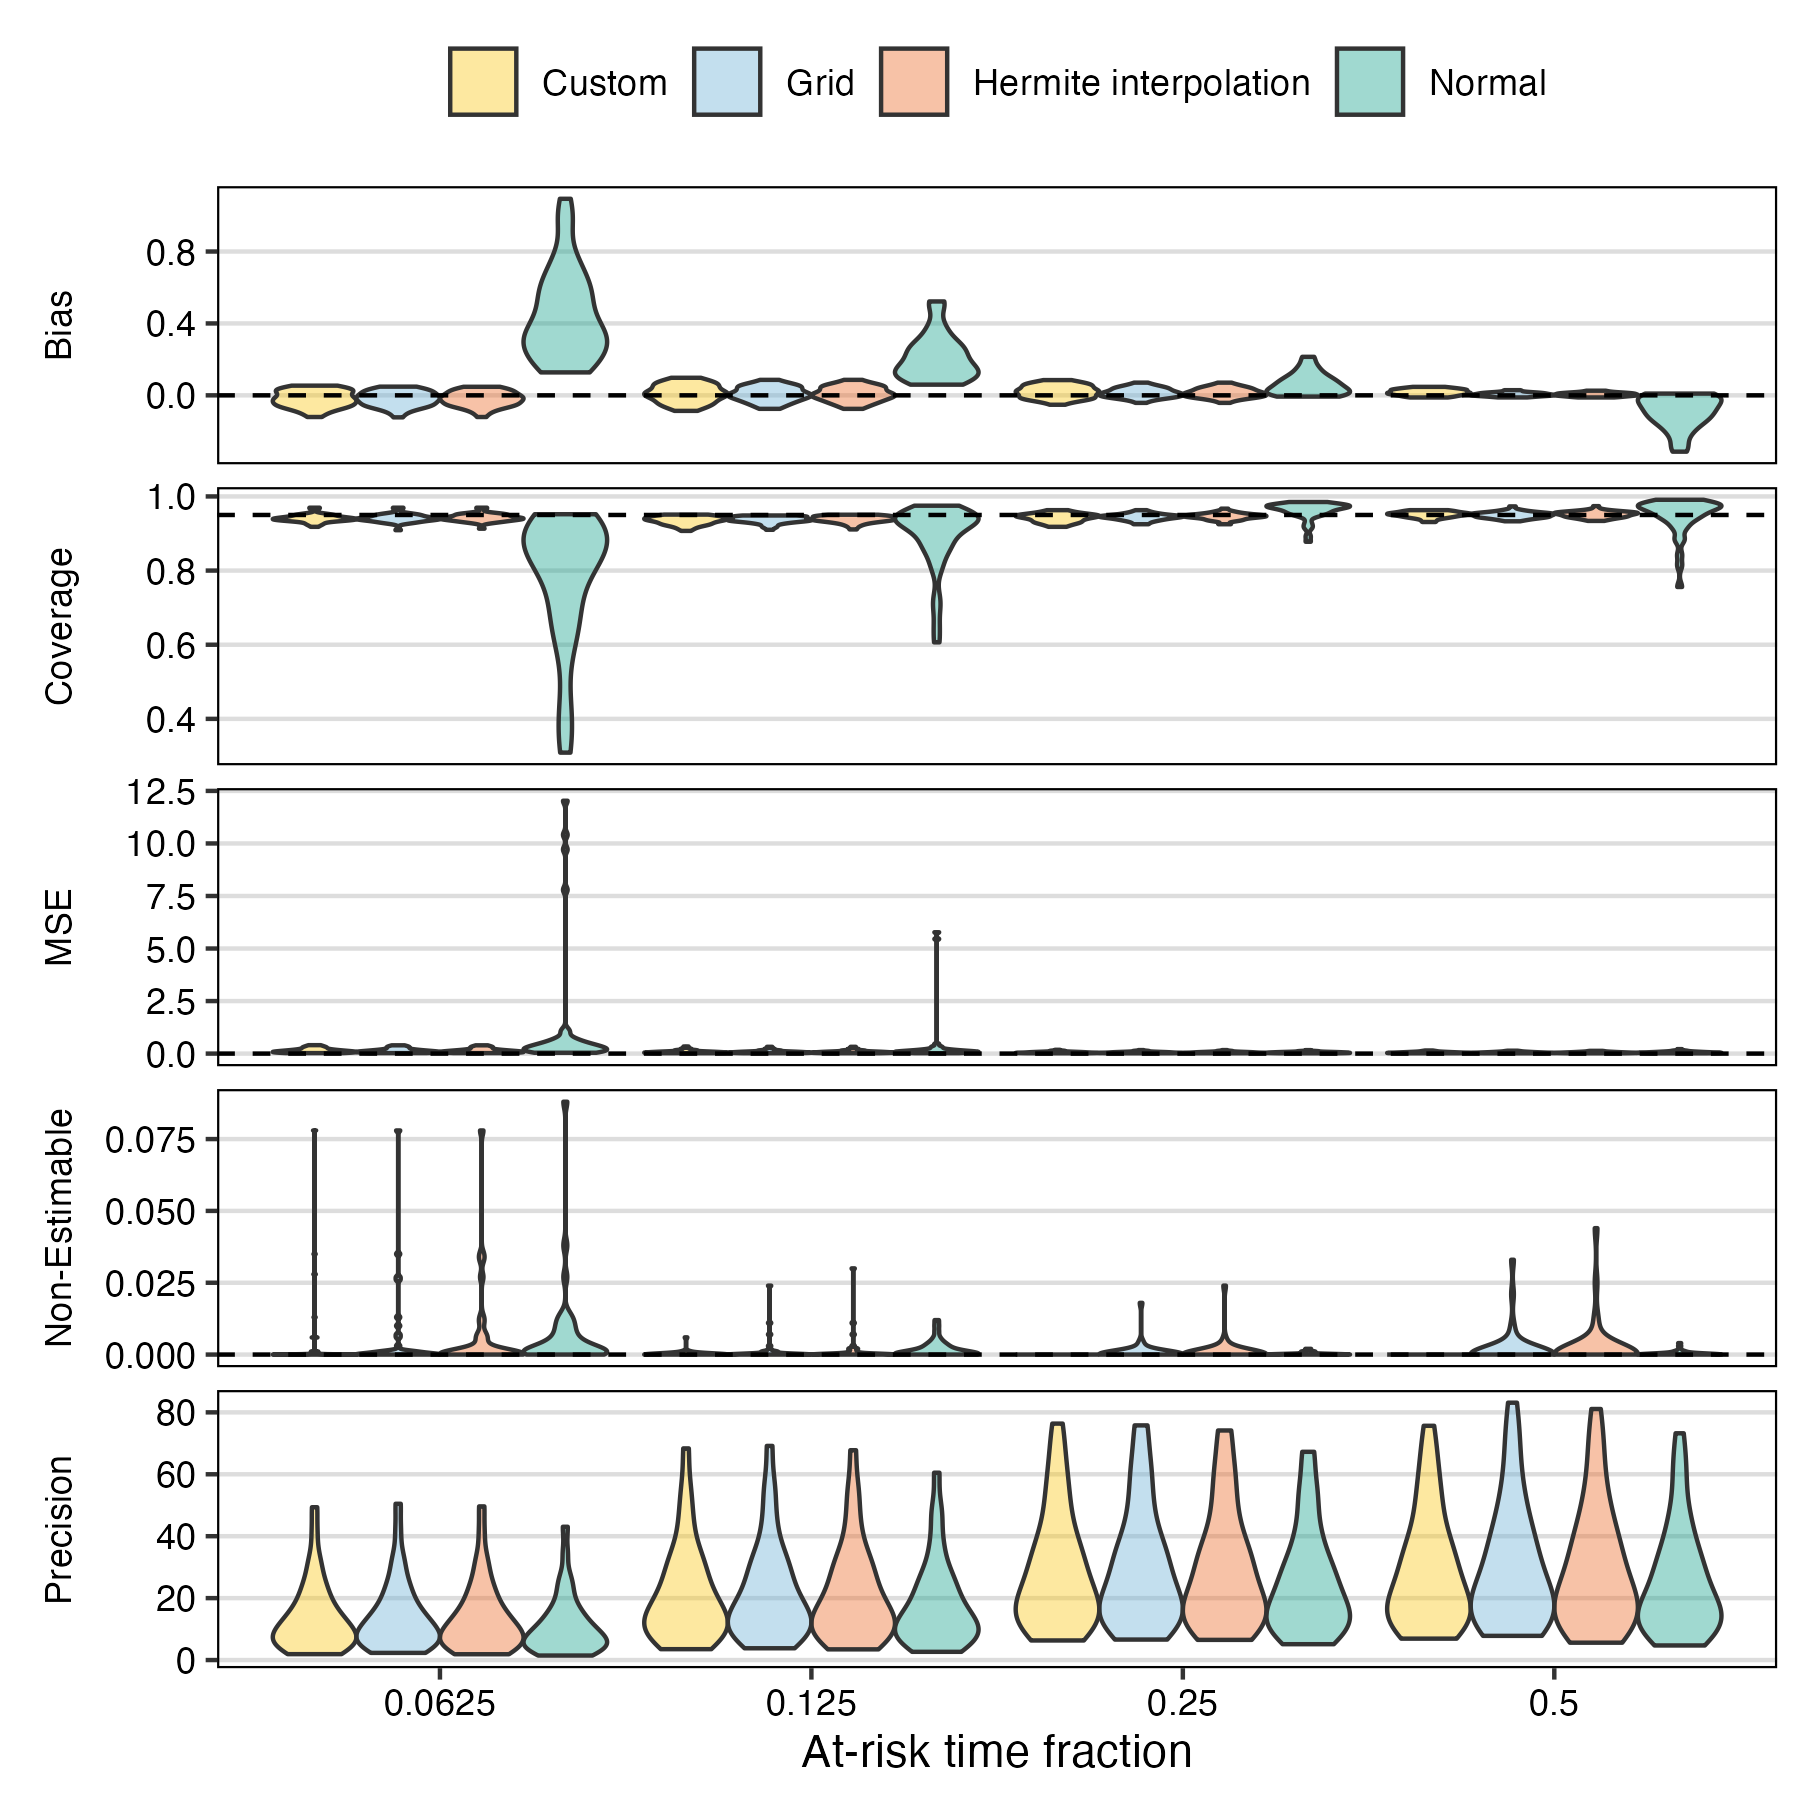 Custom Grid Hermite interpolation Normal
Bias
0.8
0.4
0.0
Coverage
1.0
0.8
0.6
0.4
MSE
12.5
10.0
7.5
5.0
2.5
0.0
Non-Estimable
0.075
0.050
0.025
0.000
Precision
80
60
40
20
0
0.0625 0.125 0.25 0.5
At-risk time fraction